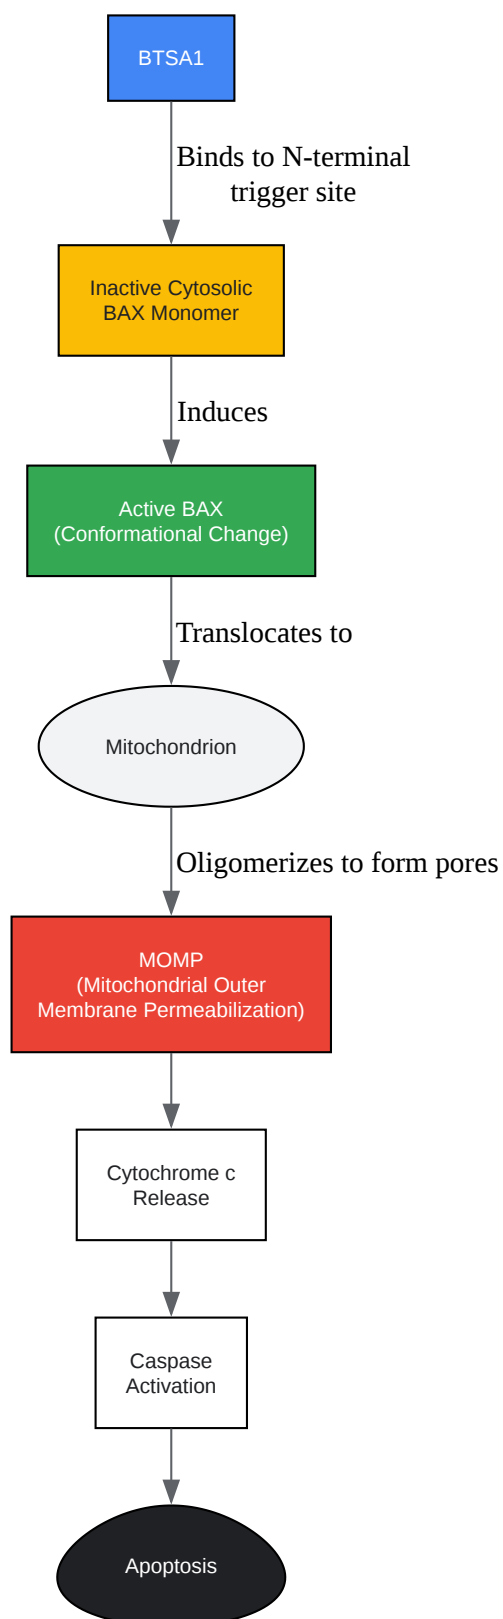 BTSA1
Binds to N-terminal
trigger site
Inactive Cytosolic
BAX Monomer
Induces
Active BAX
(Conformational Change)
Translocates to
Mitochondrion
Oligomerizes to form pores
MOMP
(Mitochondrial Outer
Membrane Permeabilization)
Cytochrome c
Release
Caspase
Activation
Apoptosis